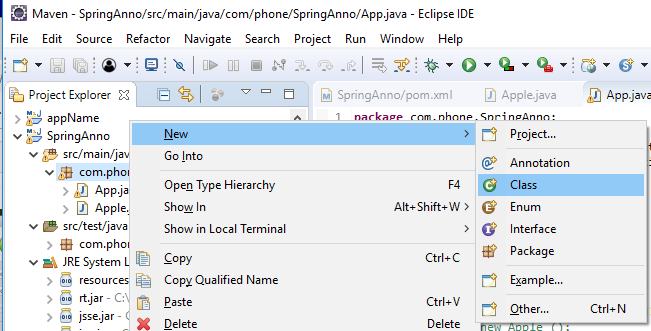 Maven - SpringAnno/src/main/java/com/phone/SpringAnno/App.java - Eclipse IDE
File Edit Source Refactor Navigate Search Project Run Window Help
Project Explorer
SpringAnno/pom.xml Apple.java App.java
1 package com.phone.SpringAnno;
appName
SpringAnno
src/main/jav
com.phon
App.ja
Apple.
src/test/java
com.phon
JRE System L
resources
rt.jar - C:\
jsse.jar
New
Go Into
Open Type Hierarchy F4
Show In Alt+Shift+W
Show in Local Terminal
Copy Ctrl+C
Copy Qualified Name
Paste Ctrl+V
Delete Delete
Project...
Annotation
Class
Enum
Interface
Package
Example...
Other... Ctrl+N
new Apple ();